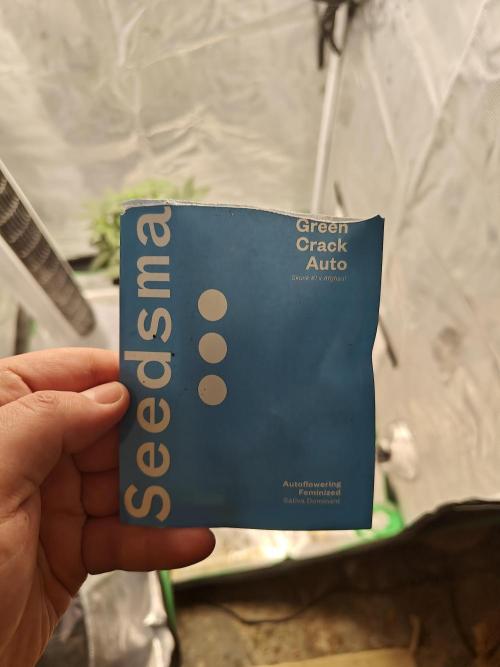 Seedsma
Green
Crack
Auto
Skunk #1 x Afghani
Autoflowering
Feminized
Sativa Dominant